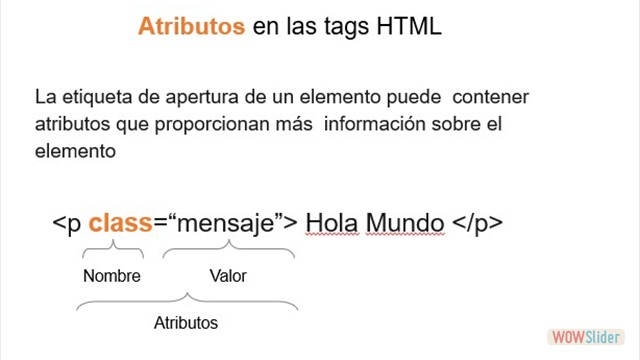 Atributos en las tags HTML
La etiqueta de apertura de un elemento puede contener
atributos que proporcionan más información sobre el
elemento
<p class=“mensaje”> Hola Mundo </p>
Nombre Valor
Atributos
WOWSlider